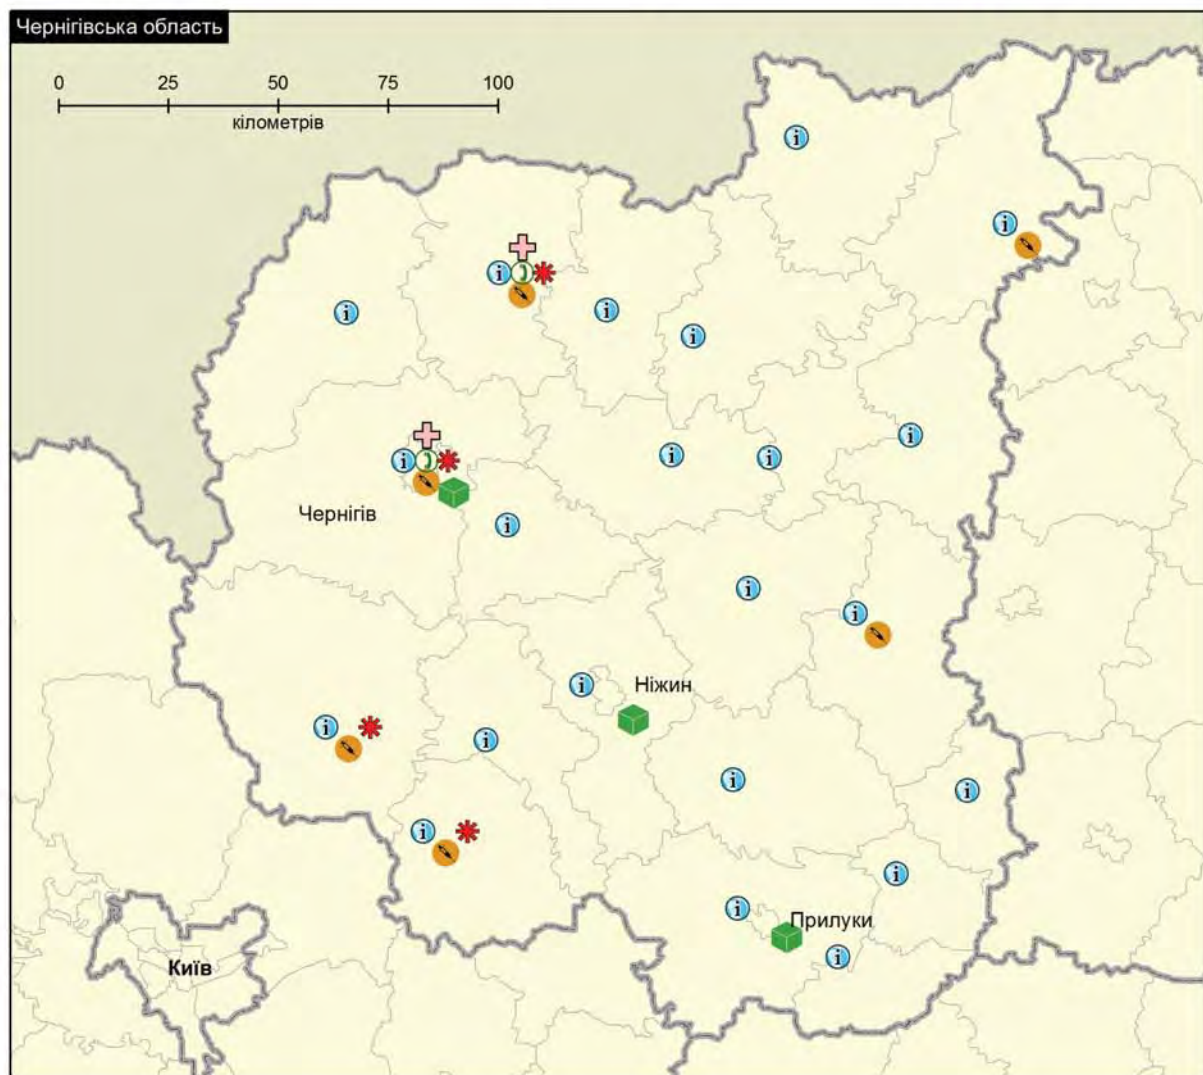 Чернігівська область
0 25 50 75 100
кілометрів
Чернігів
Ніжин
Прилуки
Київ